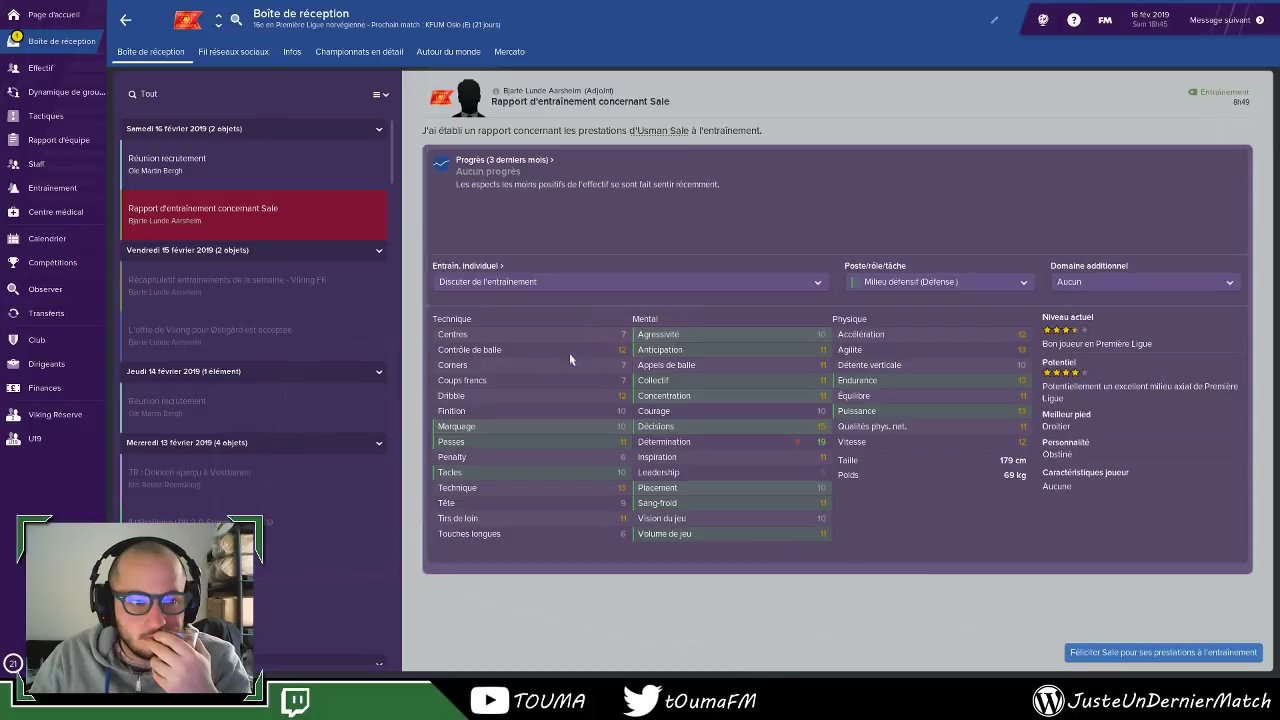 Page d'accueil
1
Boîte de réception
Effectif
Dynamique de grou...
Tactiques
Rapport d'équipe
Staff
Entraînement
Centre médical
Calendrier
Compétitions
Observer
Transferts
Club
Dirigeants
Finances
Viking Réserve
U19
21
Boîte de réception
16e en Première Ligue norvégienne - Prochain match : KFUM Oslo (E) (21 jours)
FM
16 fév 2019
Sam 18h45
Message suivant
Boîte de réception
Fil réseaux sociaux
Infos
Championnats en détail
Autour du monde
Mercato
Tout
Samedi 16 février 2019 (2 objets)
Réunion recrutement
Ole Martin Bergh
Rapport d'entraînement concernant Sale
Bjarte Lunde Aarsheim
Vendredi 15 février 2019 (2 objets)
Récapitulatif entraînements de la semaine - Viking FK
Bjarte Lunde Aarsheim
L'offre de Viking pour Østigård est acceptée
Bjarte Lunde Aarsheim
Jeudi 14 février 2019 (1 élément)
Réunion recrutement
Ole Martin Bergh
Mercredi 13 février 2019 (4 objets)
TR : Dokken aperçu à Vestbanen
Bjarte Lunde Aarsheim (Adjoint)
Rapport d'entraînement concernant Sale
Entraînement
8h49
J'ai établi un rapport concernant les prestations d'Usman Sale à l'entraînement.
Progrès (3 derniers mois) >
Aucun progrès
Les aspects les moins positifs de l'effectif se sont fait sentir récemment.
Entraîn. individuel >
Discuter de l'entraînement
Poste/rôle/tâche
Milieu défensif (Défense )
Domaine additionnel
Aucun
Technique
Centres 7
Contrôle de balle 12
Corners 7
Coups francs 7
Dribble 12
Finition 10
Marquage 10
Passes 11
Penalty 6
Tacles 10
Technique 13
Tête 9
Tirs de loin 11
Touches longues 6
Mental
Agressivité 10
Anticipation 11
Appels de balle 11
Collectif 11
Concentration 11
Courage 10
Décisions 15
Détermination 19
Inspiration 11
Leadership 5
Placement 10
Sang-froid 11
Vision du jeu 10
Volume de jeu 11
Physique
Accélération 12
Agilité 13
Détente verticale 10
Endurance 13
Équilibre 11
Puissance 13
Qualités phys. nat. 11
Vitesse 12
Taille 179 cm
Poids 69 kg
Niveau actuel
Bon joueur en Première Ligue
Potentiel
Potentiellement un excellent milieu axial de Première
Ligue
Meilleur pied
Droitier
Personnalité
Obstiné
Caractéristiques joueur
Aucune
Féliciter Sale pour ses prestations à l'entraînement
TOUMA
tOumaFM
JusteUnDernierMatch